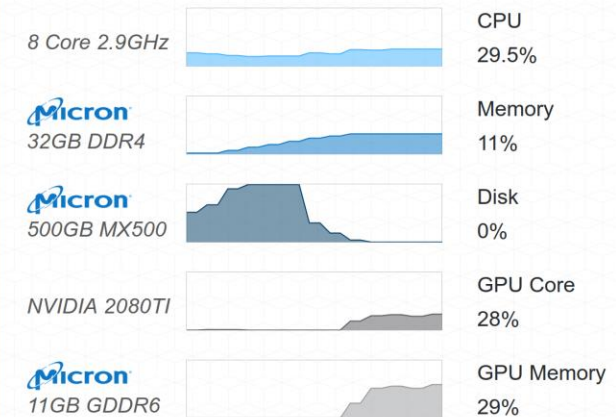 8 Core 2.9GHz
CPU
29.5%
Micron
32GB DDR4
Memory
11%
Micron
500GB MX500
Disk
0%
NVIDIA 2080TI
GPU Core
28%
Micron
11GB GDDR6
GPU Memory
29%